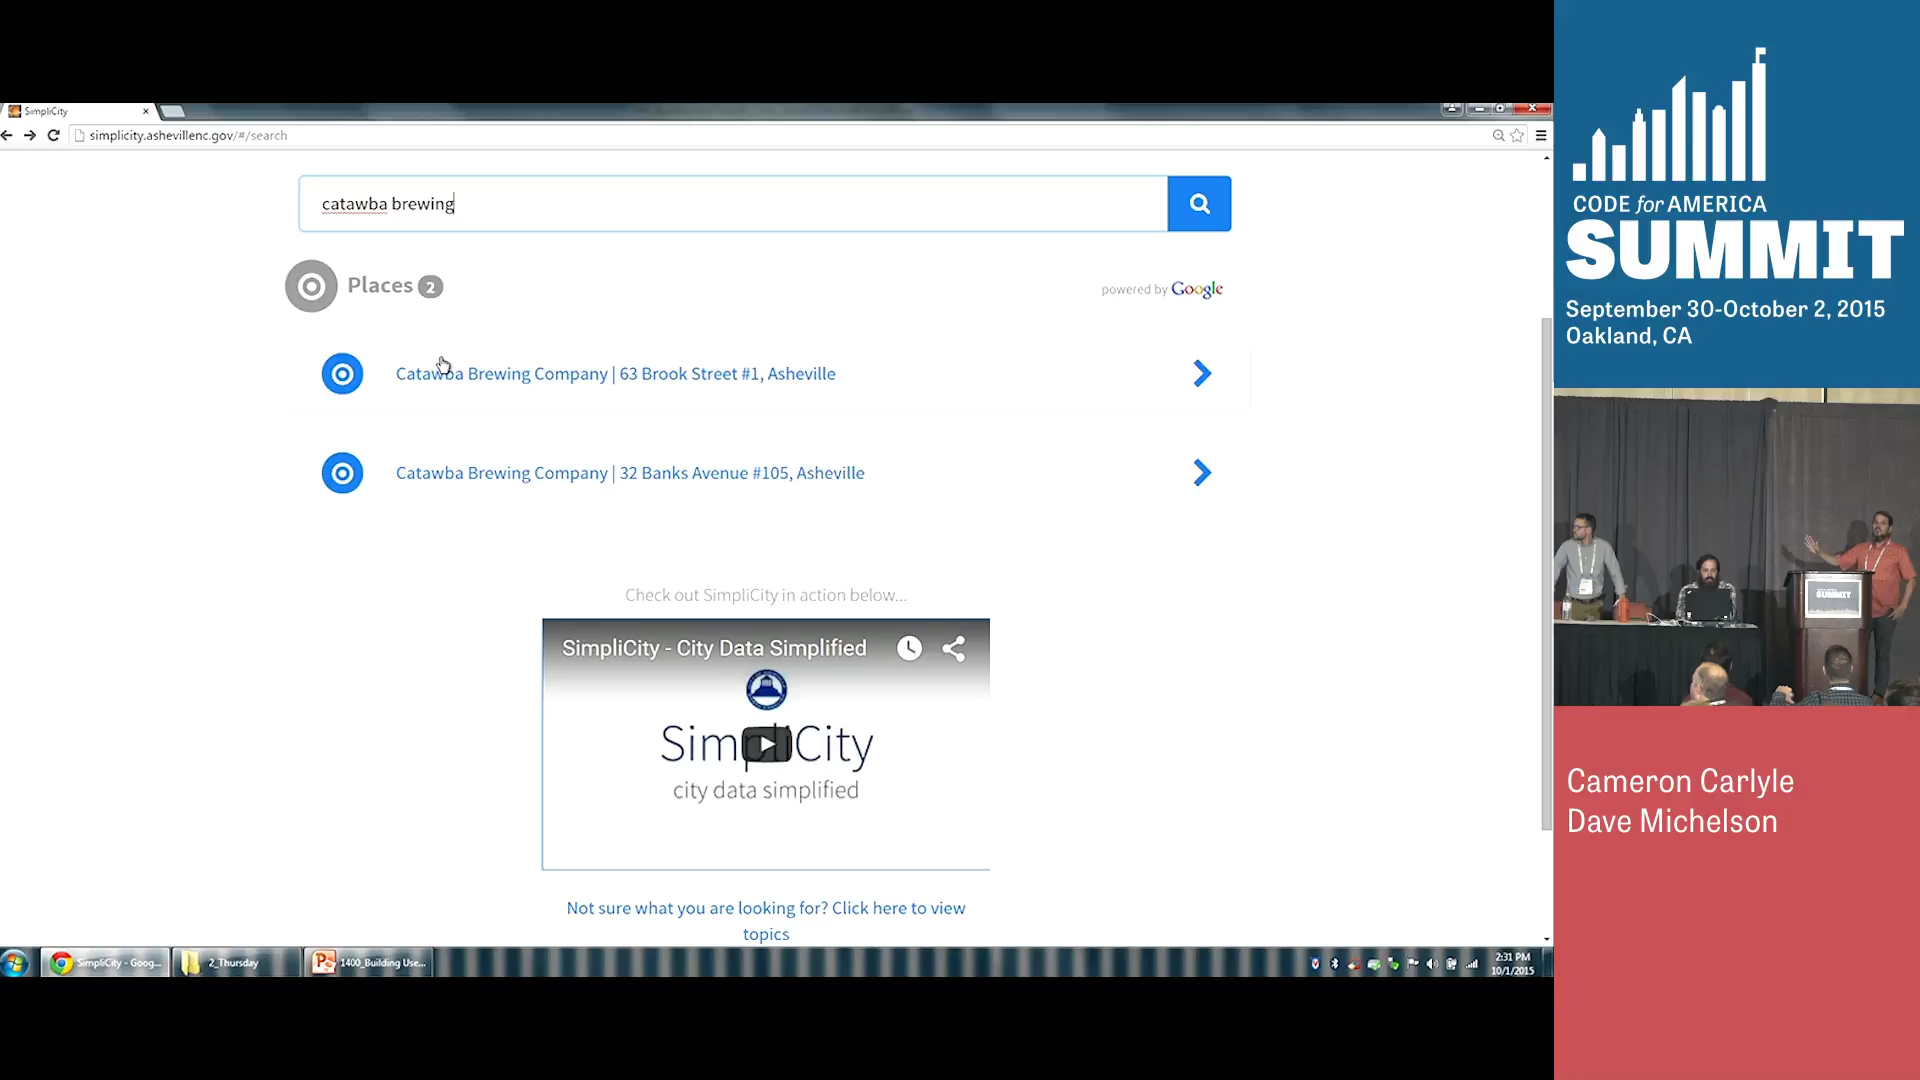 SimpliCity
simplicity.ashevillenc.gov/#/search
catawba brewing
Places 2
powered by Google
Catawba Brewing Company | 63 Brook Street #1, Asheville
Catawba Brewing Company | 32 Banks Avenue #105, Asheville
Check out SimpliCity in action below...
SimpliCity - City Data Simplified
SimpliCity
city data simplified
Not sure what you are looking for? Click here to view
topics
SimpliCity - Goog...
2_Thursday
1400_Building Use...
2:31 PM
10/1/2015
CODE for AMERICA
SUMMIT
September 30-October 2, 2015
Oakland, CA
SUMMIT
Cameron Carlyle
Dave Michelson